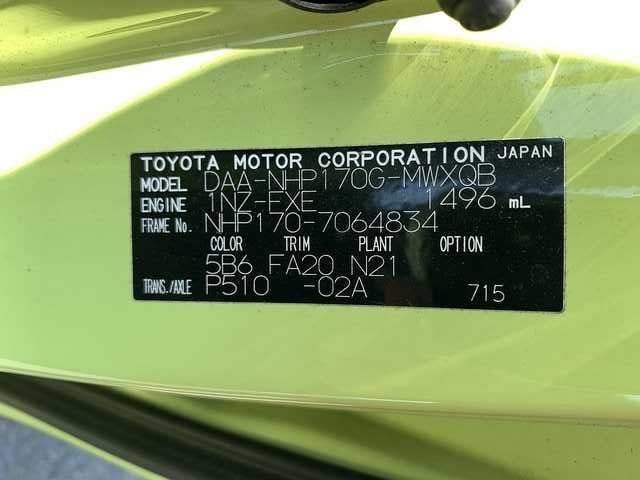 TOYOTA MOTOR CORPORATION JAPAN
MODEL DAA-NHP170G-MWXQB
ENGINE 1NZ-FXE 1496 mL
FRAME No. NHP170-7064834
COLOR TRIM PLANT OPTION
5B6 FA20 N21
TRANS./AXLE P510 -02A 715